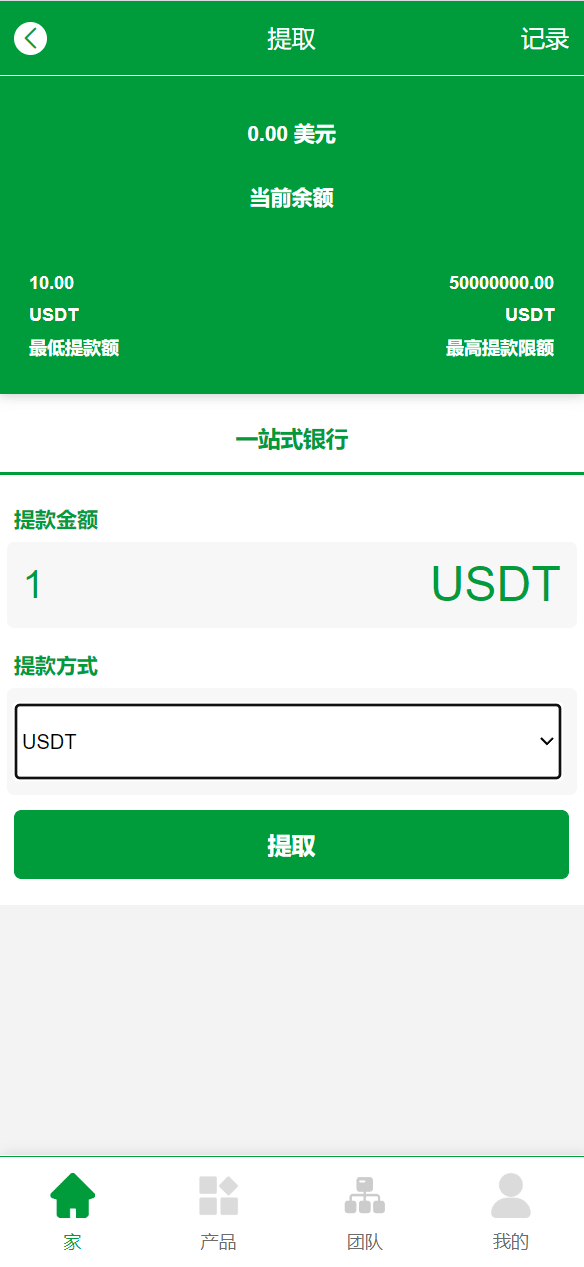 提取
记录
0.00 美元
当前余额
10.00
50000000.00
USDT
USDT
最低提款额
最高提款限额
一站式银行
提款金额
1
USDT
提款方式
USDT
提取
家
产品
团队
我的